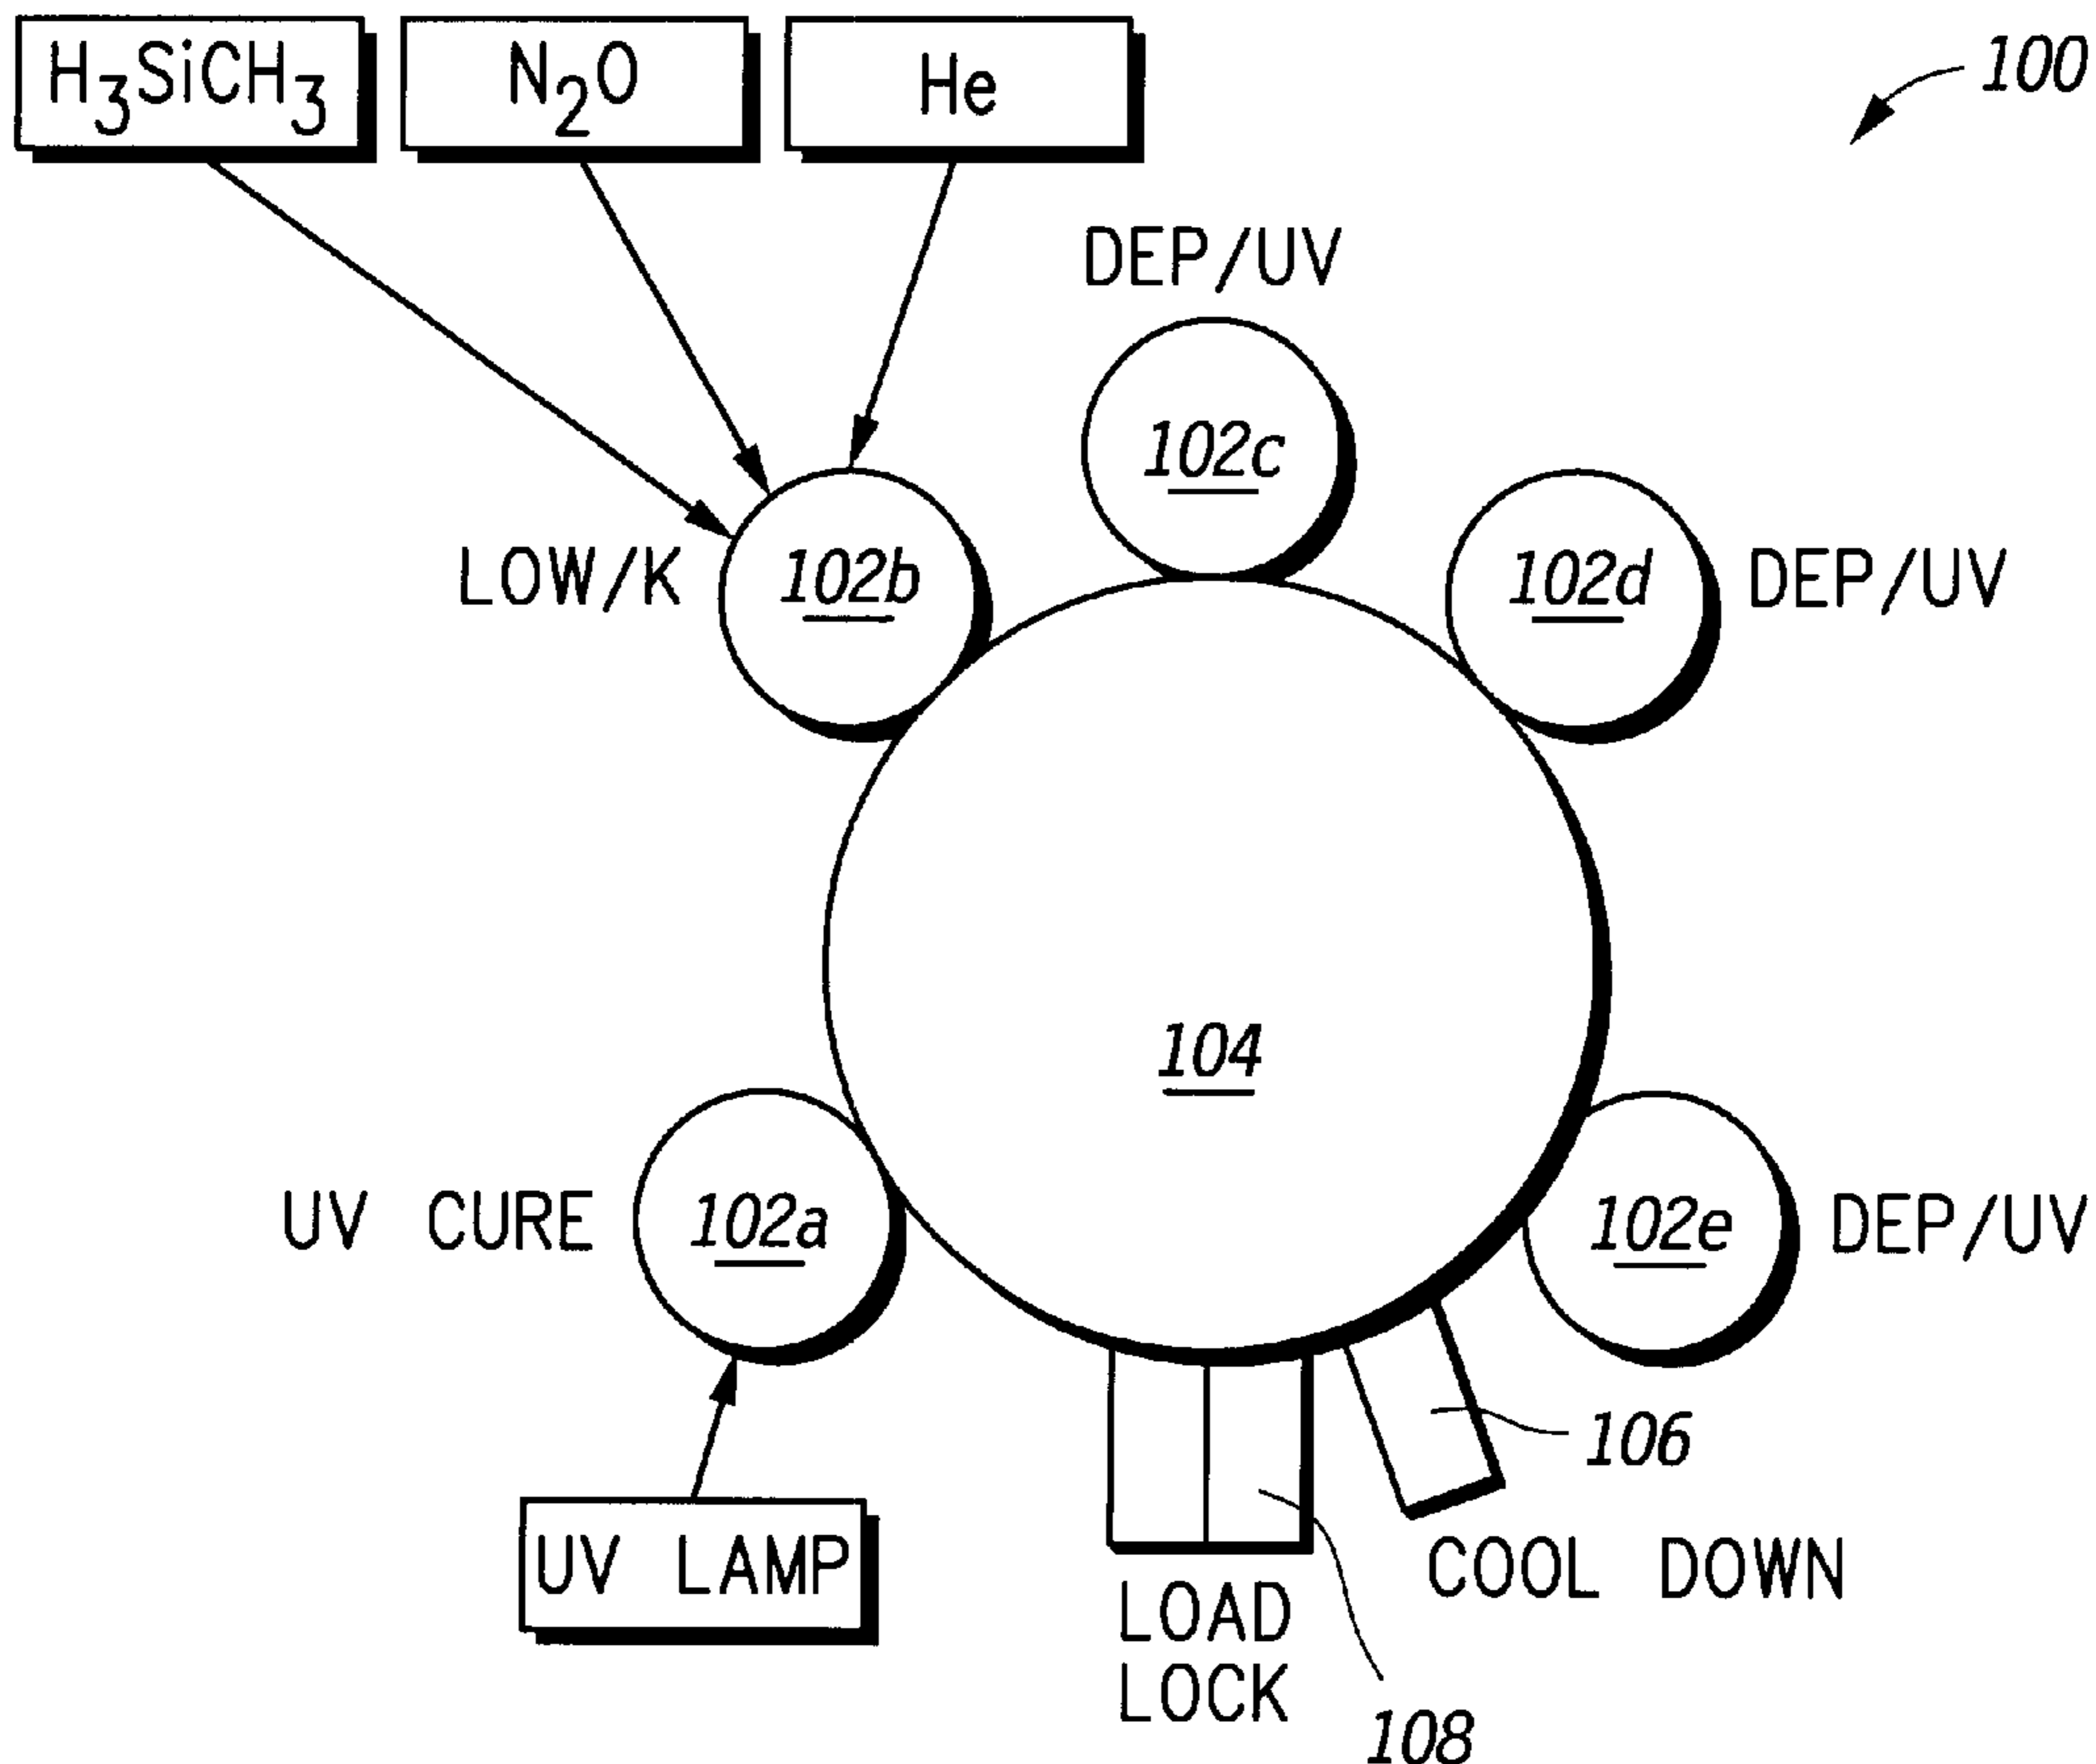 H3SiCH3
N2O
He
100
DEP/UV
102c
LOW/K
102b
102d
DEP/UV
104
UV CURE
102a
102e
DEP/UV
106
UV LAMP
COOL DOWN
LOAD
LOCK
108